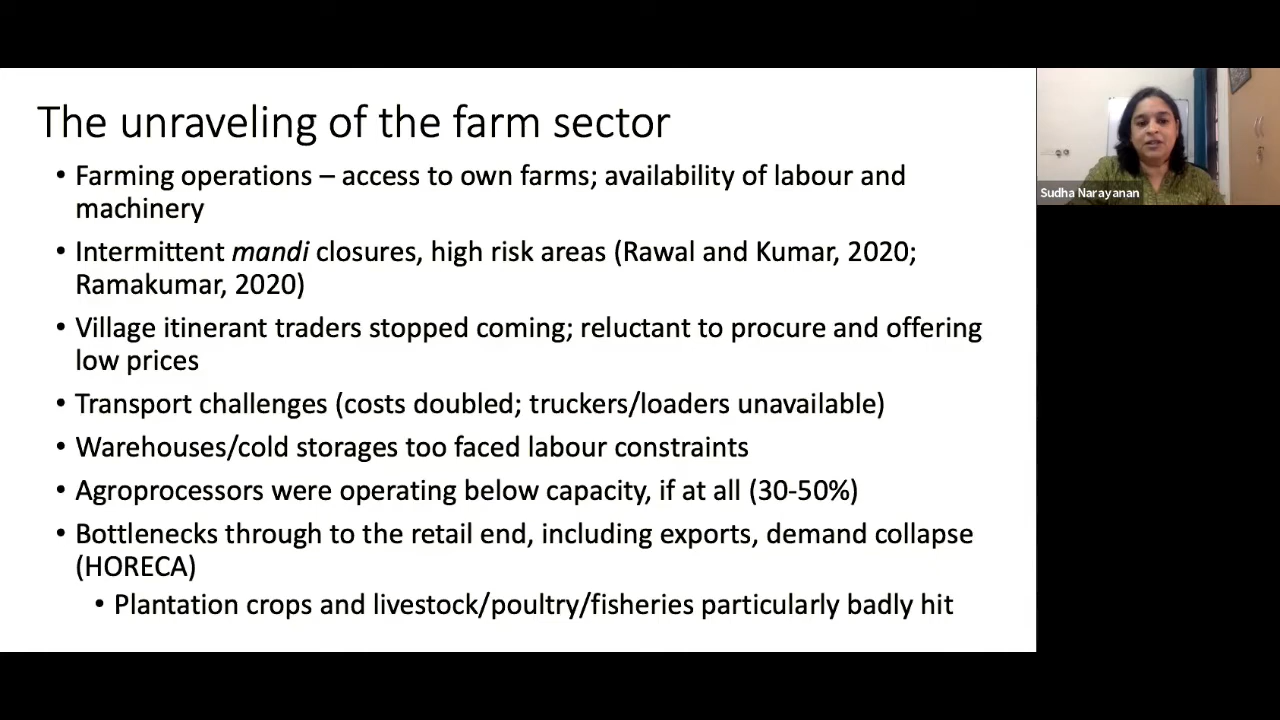 The unraveling of the farm sector
• Farming operations – access to own farms; availability of labour and
machinery
• Intermittent mandi closures, high risk areas (Rawal and Kumar, 2020;
Ramakumar, 2020)
• Village itinerant traders stopped coming; reluctant to procure and offering
low prices
• Transport challenges (costs doubled; truckers/loaders unavailable)
• Warehouses/cold storages too faced labour constraints
• Agroprocessors were operating below capacity, if at all (30-50%)
• Bottlenecks through to the retail end, including exports, demand collapse
(HORECA)
• Plantation crops and livestock/poultry/fisheries particularly badly hit
Sudha Narayanan